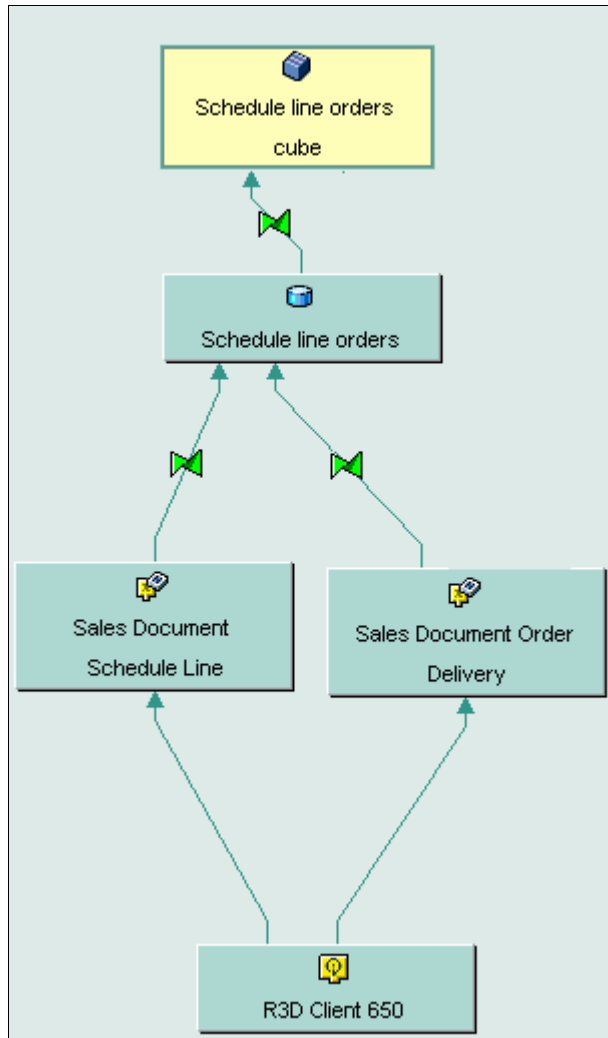 Schedule line orders
cube
Schedule line orders
Sales Document
Schedule Line
Sales Document Order
Delivery
R3D Client 650